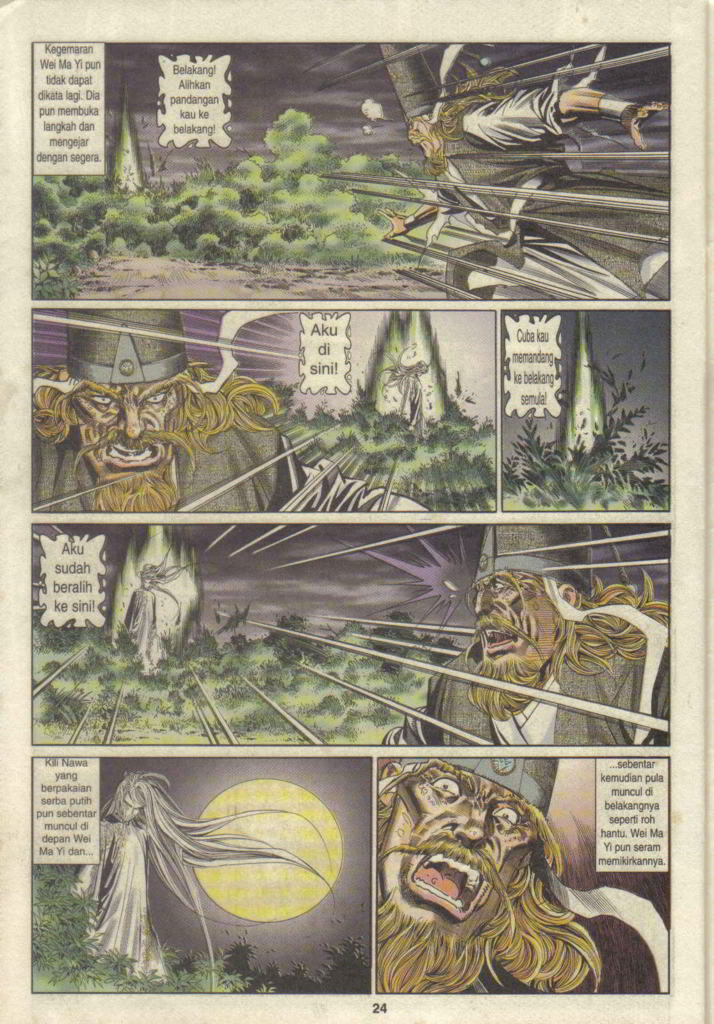 Kegemaran
Wei Ma Yi pun
tidak dapat
dikata lagi. Dia
pun membuka
langkah dan
mengejar
dengan segera.
Belakang!
Alihkan
pandangan
kau ke
belakang!
Aku
di
sini!
Cuba kau
memandang
ke belakang
semula!
Aku
sudah
beralih
ke sini!
Kili Nawa
yang
berpakaian
serba putih
pun sebentar
muncul di
depan Wei
Ma Yi dan...
...sebentar
kemudian pula
muncul di
belakangnya
seperti roh
hantu. Wei Ma
Yi pun seram
memikirkannya.
24